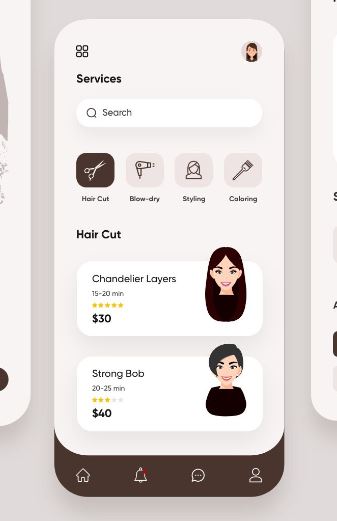 Services
Search
Hair Cut
Blow-dry
Styling
Coloring
Hair Cut
Chandelier Layers
15-20 min
$30
Strong Bob
20-25 min
$40